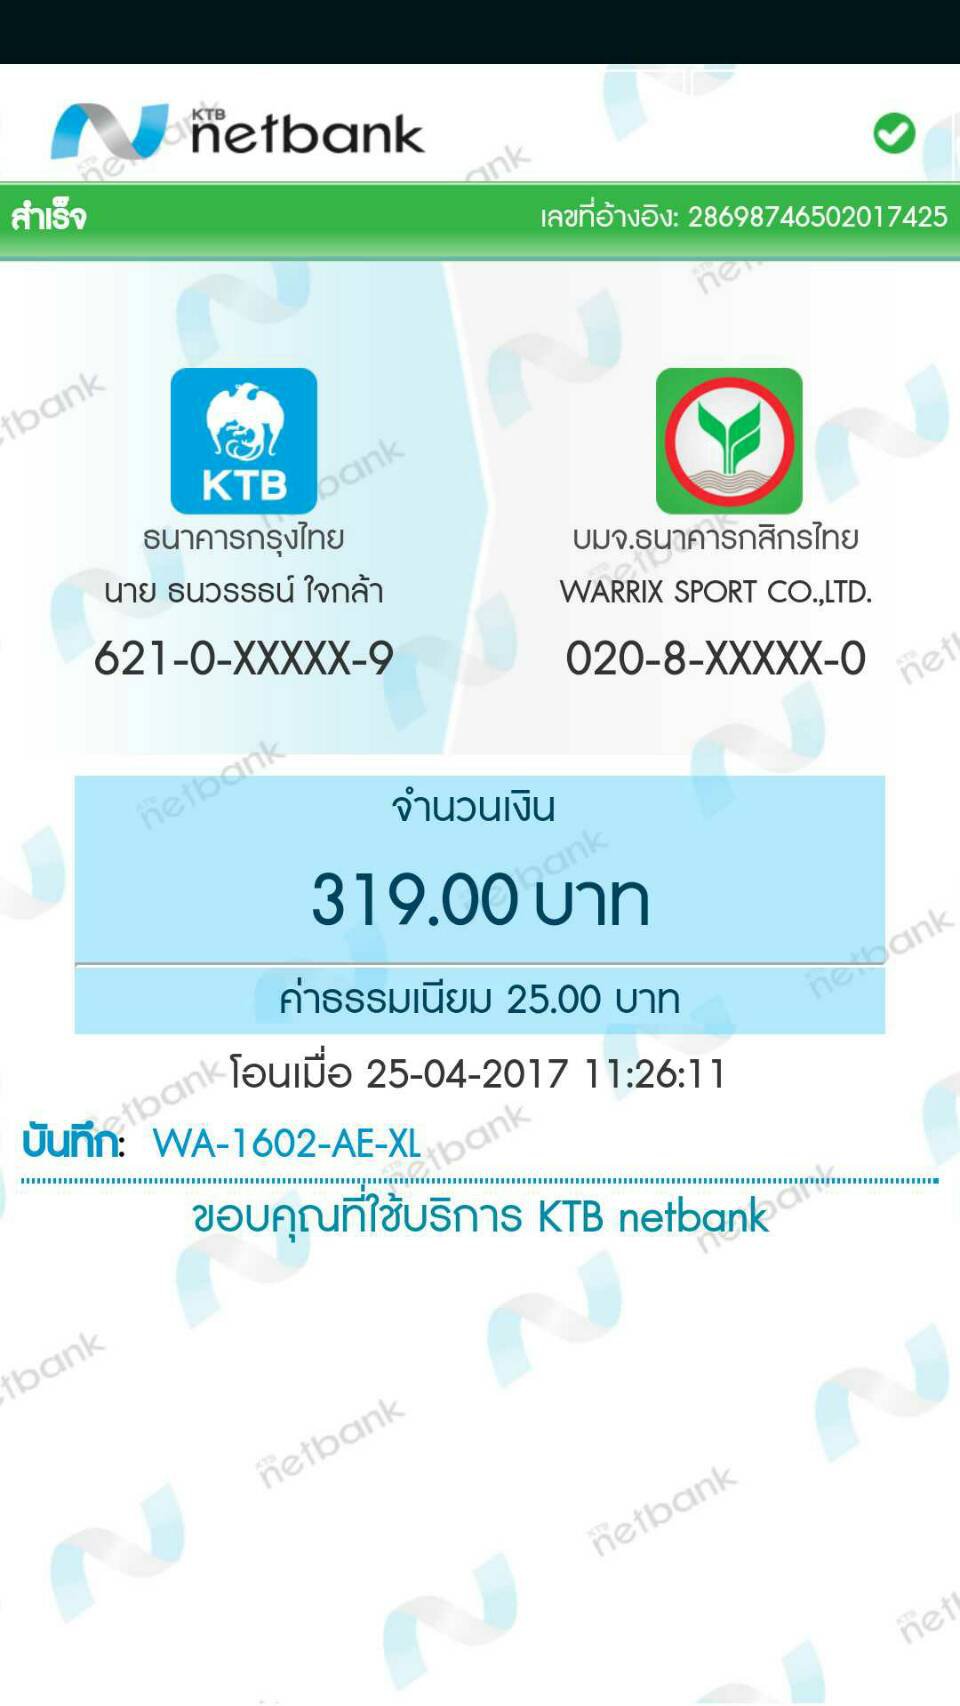 KTB
netbank
สำเร็จ
เลขที่อ้างอิง: 28698746502017425
KTB
ธนาคารกรุงไทย
นาย ธนวรรธน์ ใจกล้า
621-0-XXXXX-9
บมจ.ธนาคารกสิกรไทย
WARRIX SPORT CO.,LTD.
020-8-XXXXX-0
จำนวนเงิน
319.00 บาท
ค่าธรรมเนียม 25.00 บาท
โอนเมื่อ 25-04-2017 11:26:11
บันทึก: WA-1602-AE-XL
ขอบคุณที่ใช้บริการ KTB netbank